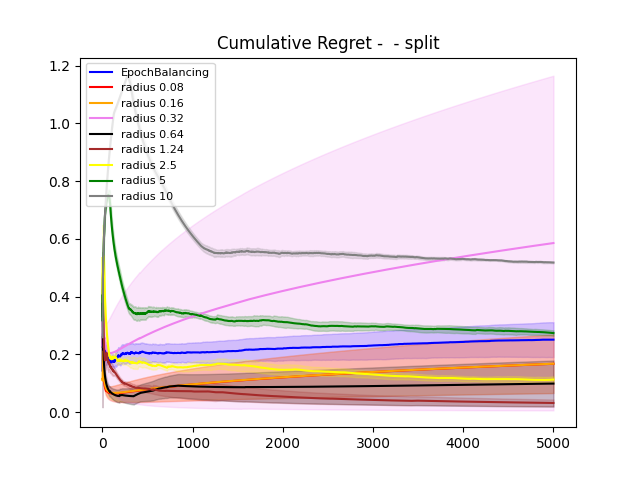 Cumulative Regret -  - split
1.2
1.0
0.8
0.6
0.4
0.2
0.0
EpochBalancing
radius 0.08
radius 0.16
radius 0.32
radius 0.64
radius 1.24
radius 2.5
radius 5
radius 10
0 1000 2000 3000 4000 5000